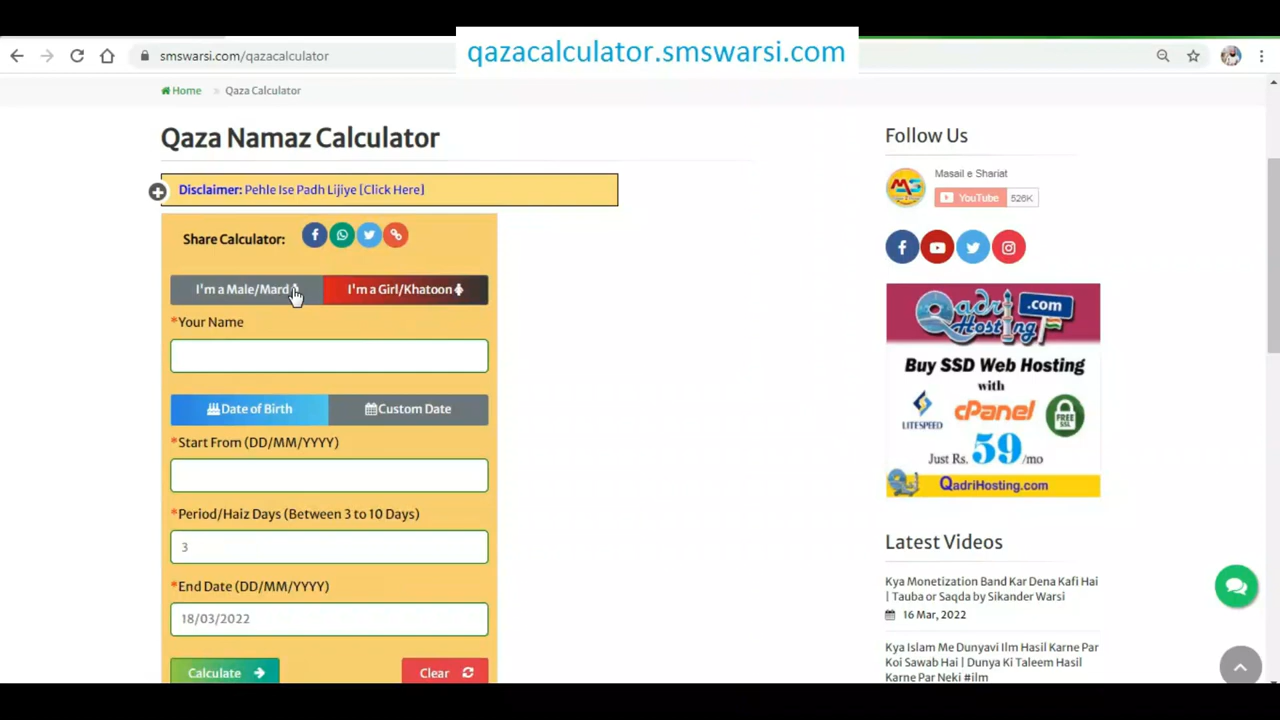 qazacalculator.smswarsi.com
smswarsi.com/qazacalculator
Home » Qaza Calculator
Qaza Namaz Calculator
Disclaimer: Pehle Ise Padh Lijiye [Click Here]
Share Calculator:
I'm a Male/Mard
I'm a Girl/Khatoon
*Your Name
Date of Birth
Custom Date
*Start From (DD/MM/YYYY)
*Period/Haiz Days (Between 3 to 10 Days)
3
*End Date (DD/MM/YYYY)
18/03/2022
Calculate
Clear
Follow Us
MS
Masail e Shariat
YouTube 526K
Qadri .com
Hosting
Buy SSD Web Hosting
with
LITESPEED
cPanel
FREE SSL
Just Rs. 59/mo
QadriHosting.com
Latest Videos
Kya Monetization Band Kar Dena Kafi Hai
| Tauba or Saqda by Sikander Warsi
16 Mar, 2022
Kya Islam Me Dunyavi Ilm Hasil Karne Par
Koi Sawab Hai | Dunya Ki Taleem Hasil
Karne Par Neki #ilm